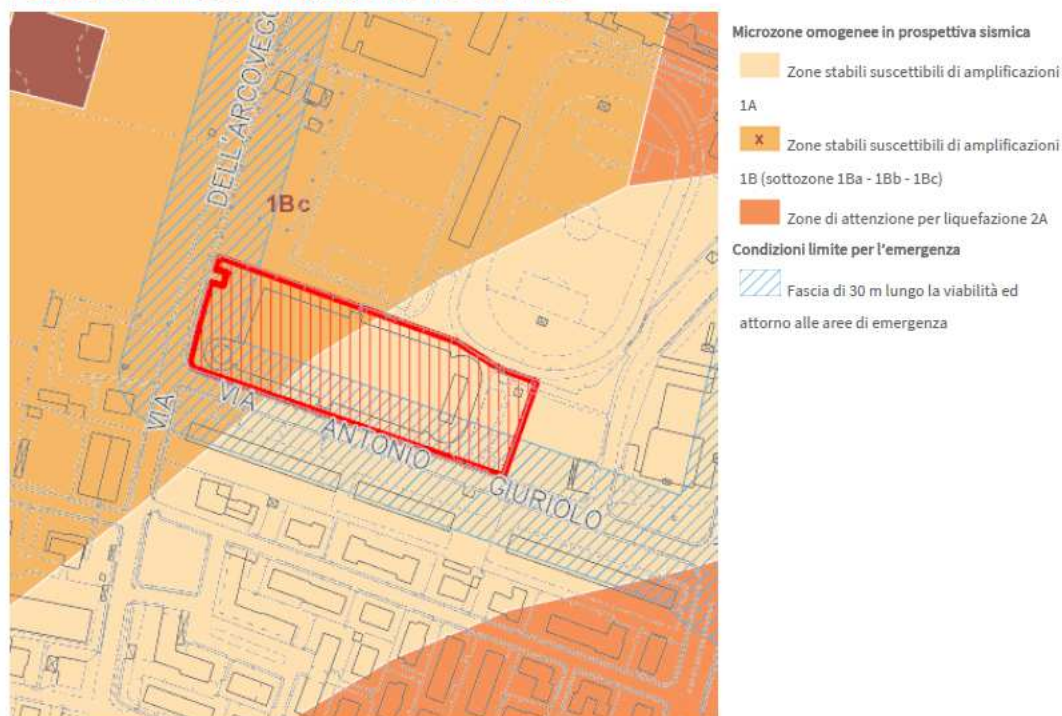 DELL'ARCOVEGGO
1Bc
VIA
VIA
ANTONIO
GIURIOLO
Microzone omogenee in prospettiva sismica
Zone stabili suscettibili di amplificazioni
1A
x Zone stabili suscettibili di amplificazioni
1B (sottozone 1Ba - 1Bb - 1Bc)
Zone di attenzione per liquefazione 2A
Condizioni limite per l'emergenza
Fascia di 30 m lungo la viabilità ed
attorno alle aree di emergenza